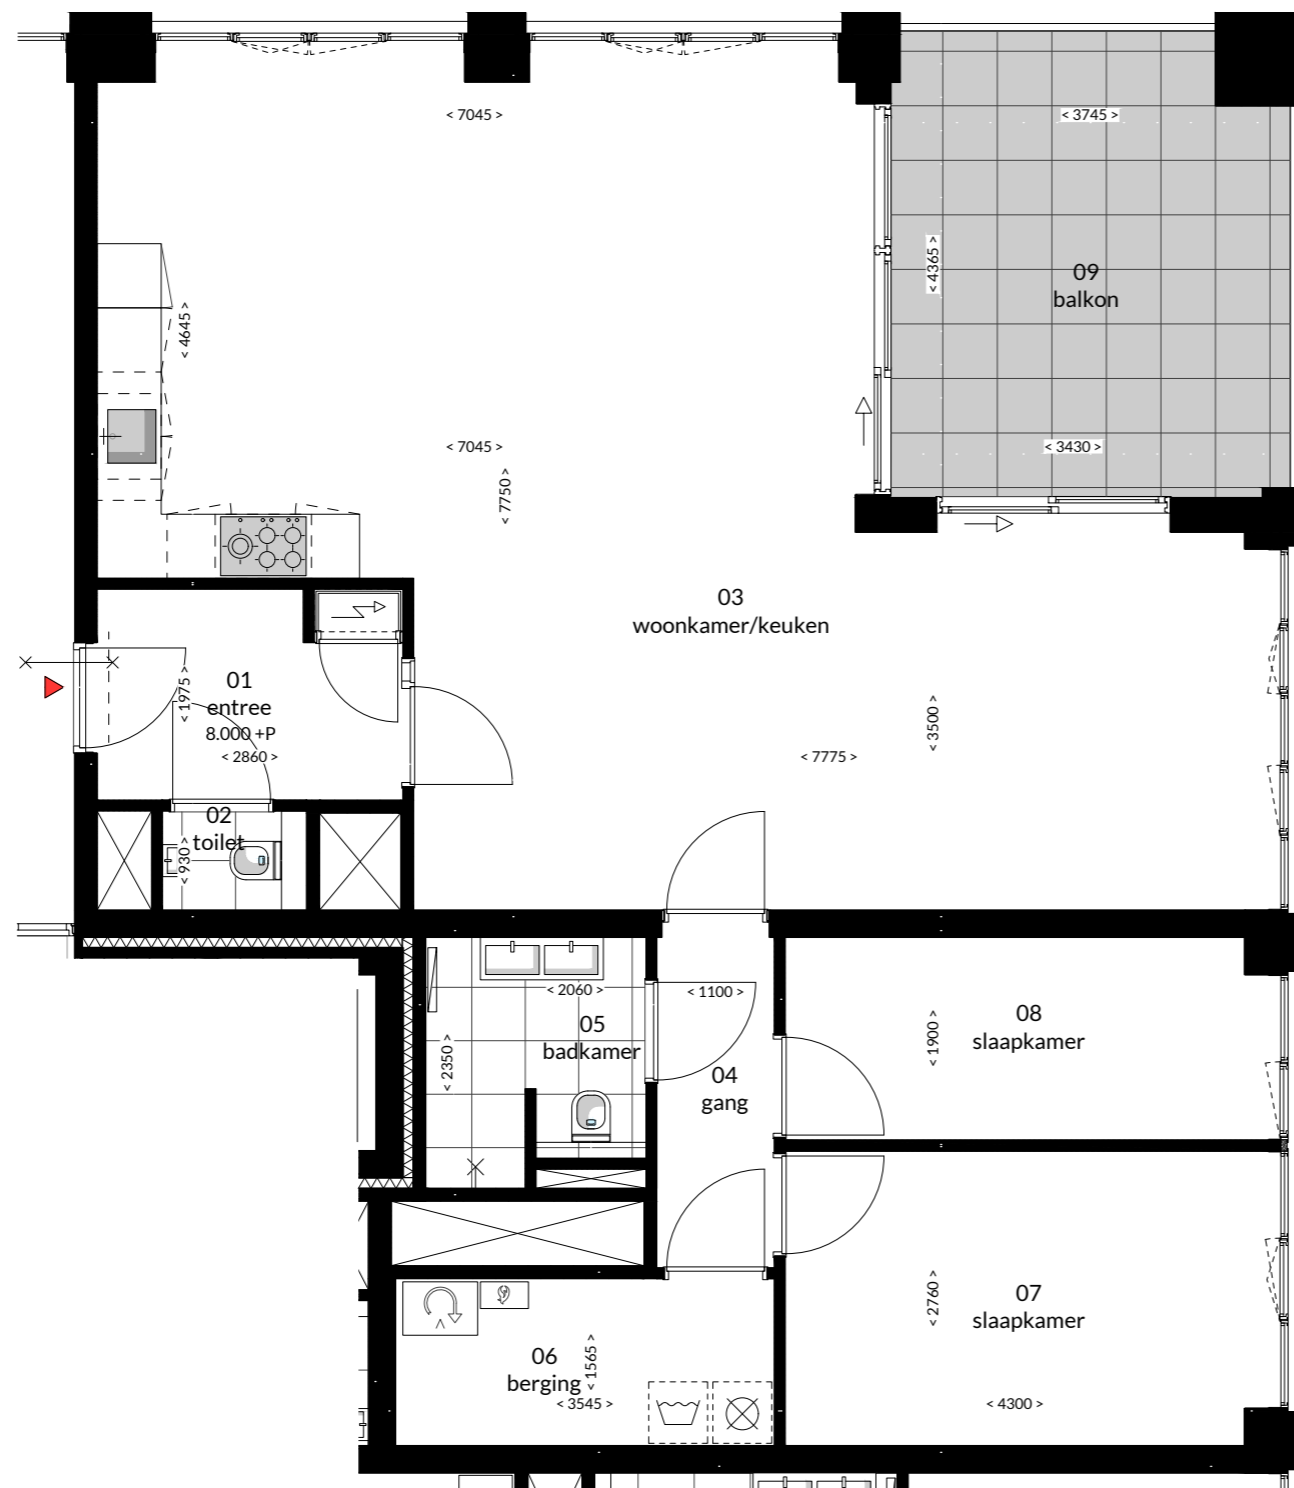 < 7045 >
< 3745 >
< 4365 >
09
balkon
< 4645 >
< 7045 >
< 3430 >
< 7750 >
03
woonkamer/keuken
01
entree
8.000 +P
< 2860 >
< 1975 >
< 3500 >
< 7775 >
02
toilet
< 930 >
< 2060 >
< 1100 >
05
badkamer
< 2350 >
04
gang
08
slaapkamer
< 1900 >
07
slaapkamer
< 2760 >
< 4300 >
06
berging
< 1565 >
< 3545 >